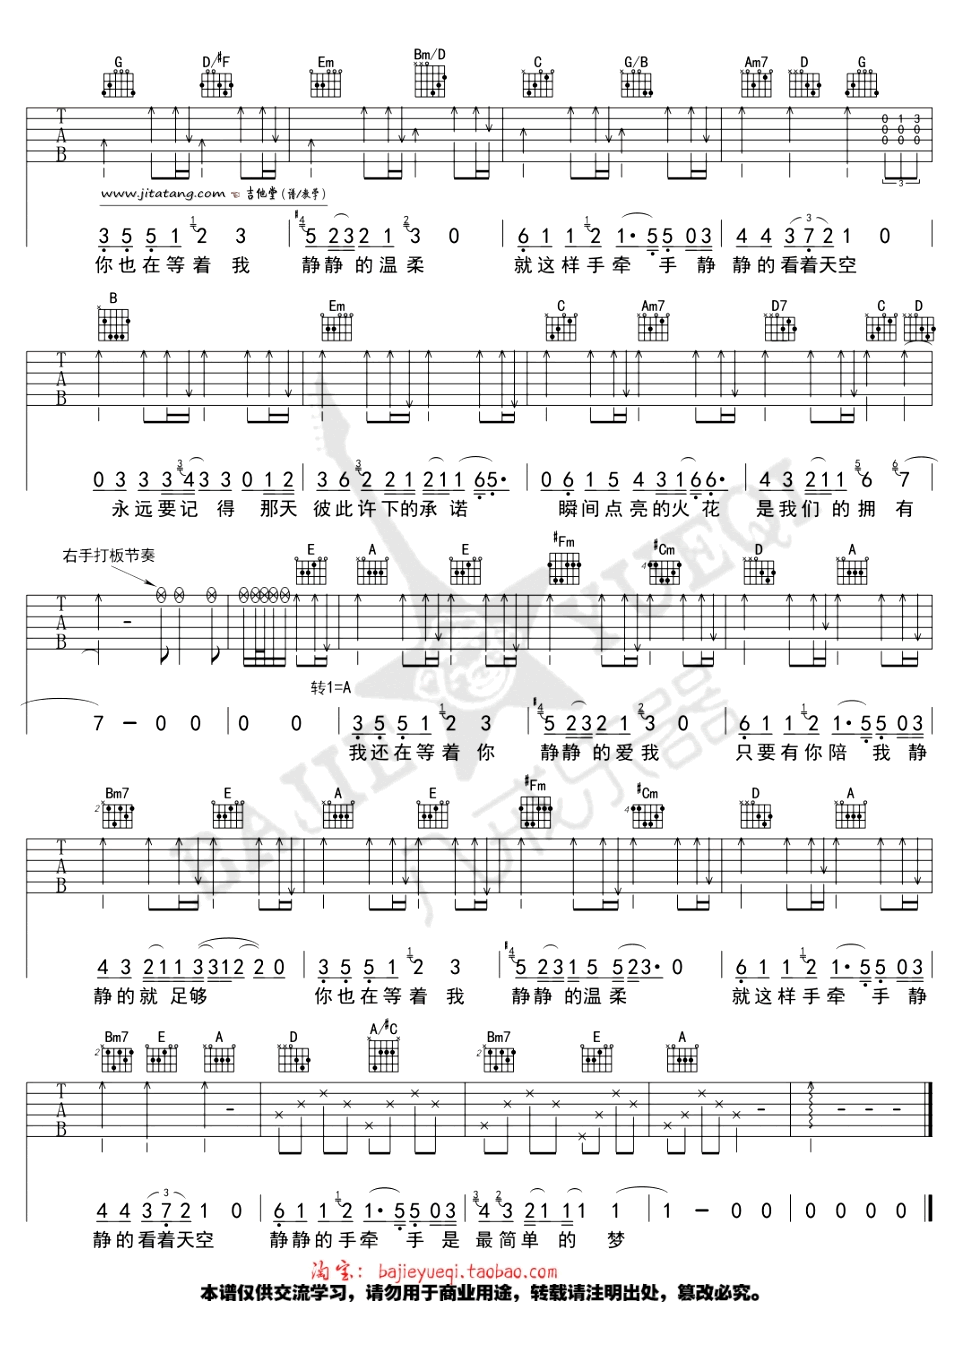 G D/#F Em Bm/D C G/B Am7 D G
T A B
3
www.jitatang.com 吉他堂(谱/教学)
3 5 5 1 2 3 5 2 3 2 1 3 0 6 1 1 2 1· 5 5 0 3 4 4 3 7 2 1 0
你也在等着我 静静的温柔 就这样手牵 手静 静的看着天空
B Em C Am7 D7 C D
T A B
0 3 3 3 3 4 3 3 0 1 2 3 6 2 2 1 2 1 1 6 5· 0 6 1 5 4 3 1 6 6· 4 3 2 1 1 6 7
永远要记得 那天 彼此许下的承诺 瞬间点亮的火花 是我们的拥有
右手打板节奏
E A E #Fm #Cm D A
T A B
转1=A
7 - 0 0 0 0 3 5 5 1 2 3 5 2 3 2 1 3 0 6 1 1 2 1· 5 5 0 3
我还在等着你 静静的爱我 只要有你陪 我静
Bm7 E A E #Fm #Cm D A
T A B
4 3 2 1 1 3 3 1 2 2 0 3 5 5 1 2 3 5 2 3 1 5 5 2 3· 0 6 1 1 2 1· 5 5 0 3
静的就足够 你也在等着我 静静的温柔 就这样手牵 手静
Bm7 E A D A/#C Bm7 E A
T A B
4 4 3 7 2 1 0 6 1 1 2 1· 5 5 0 3 4 3 2 1 1 1 1 1 1 - 0 0 0 0 0 0
静的看着天空 静静的手牵 手是最简单的梦
淘宝：bajieyueqi.taobao.com
本谱仅供交流学习，请勿用于商业用途，转载请注明出处，篡改必究。
BAJIE YUEQI
八戒乐器